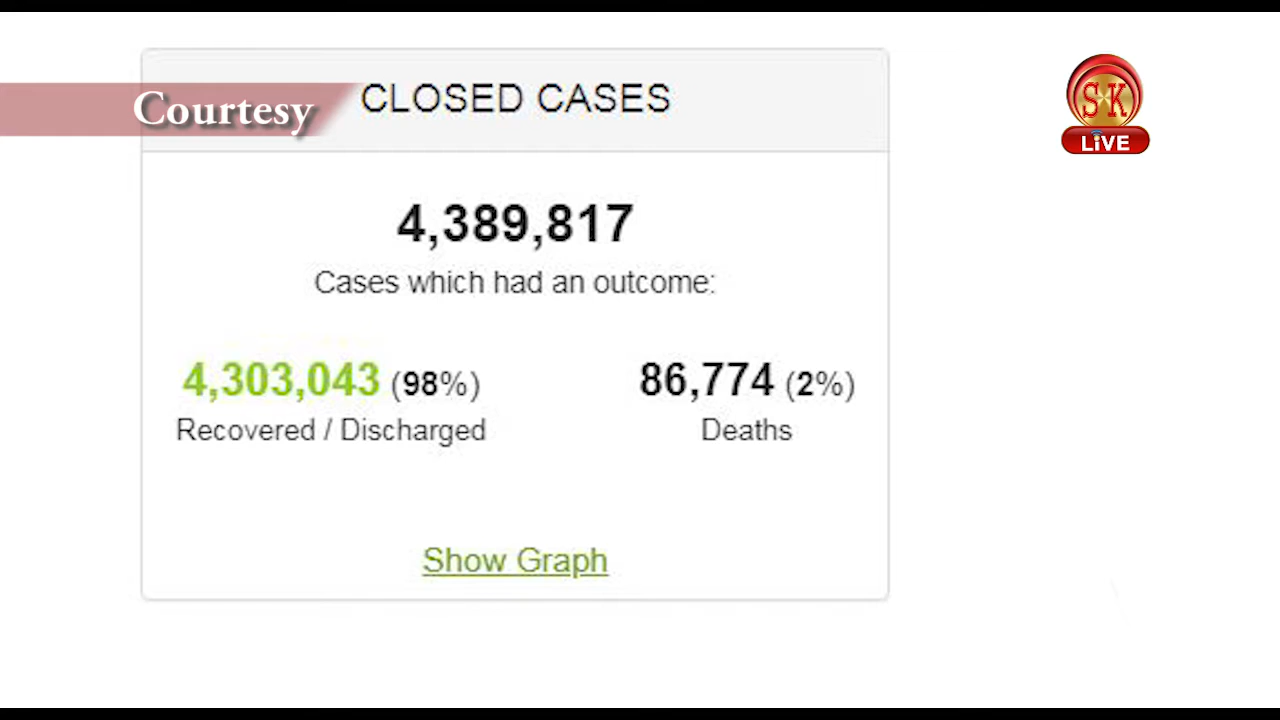 Courtesy
CLOSED CASES
SK
LiVE
4,389,817
Cases which had an outcome:
4,303,043 (98%)
Recovered / Discharged
86,774 (2%)
Deaths
Show Graph